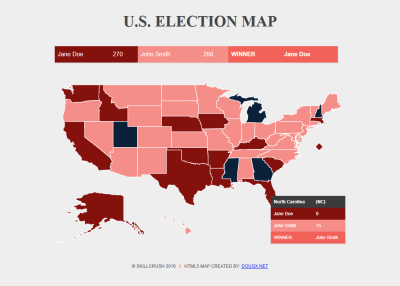 U.S. ELECTION MAP
Jane Doe 270 John Smith 268 WINNER Jane Doe
North Carolina (NC)
Jane Doe 0
John Smith 15
WINNER: John Smith
© SKILLCRUSH 2016 HTML5 MAP CREATED BY: DOUGX.NET